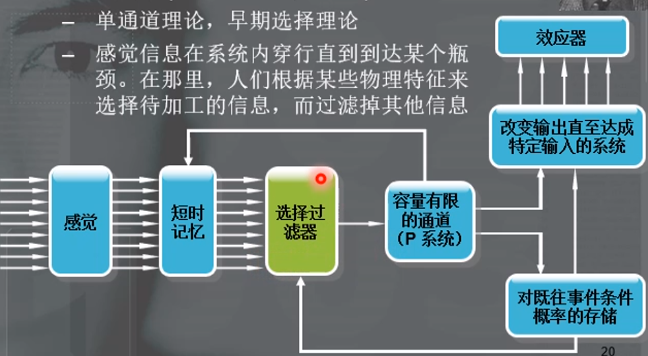 – 单通道理论，早期选择理论
– 感觉信息在系统内穿行直到到达某个瓶
颈。在那里，人们根据某些物理特征来
选择待加工的信息，而过滤掉其他信息
效应器
改变输出直至达成
特定输入的系统
感觉
短时
记忆
选择过
滤器
容量有限
的通道
（P 系统）
对既往事件条件
概率的存储
20